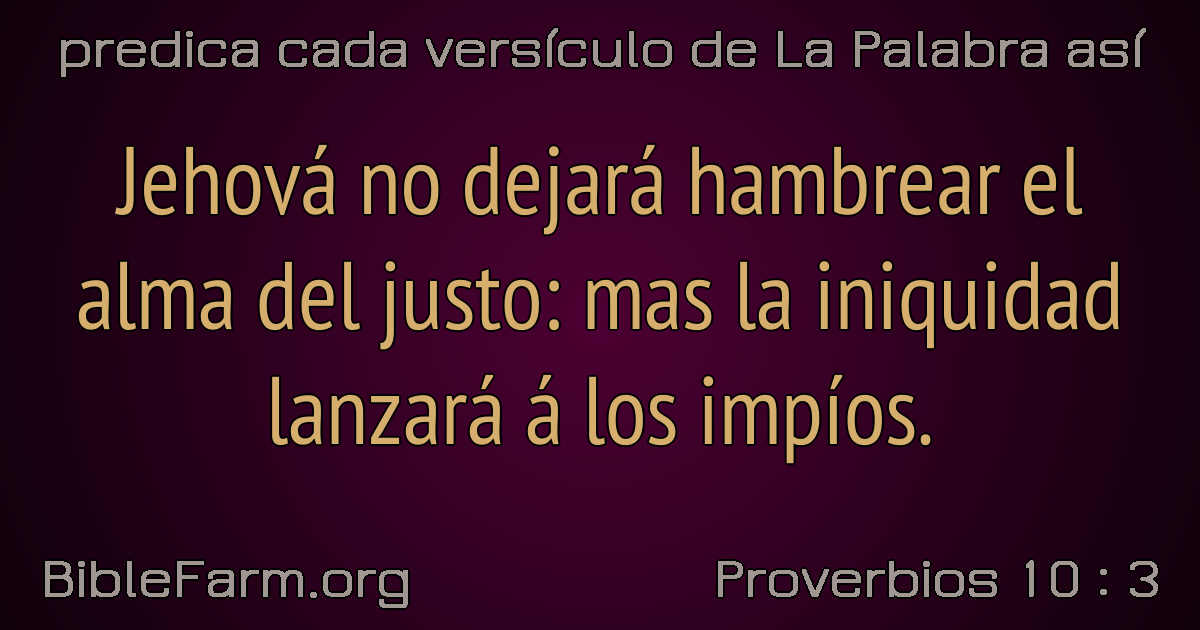 predica cada versículo de La Palabra así
Jehová no dejará hambrear el
alma del justo: mas la iniquidad
lanzará á los impíos.
BibleFarm.org
Proverbios 10 : 3